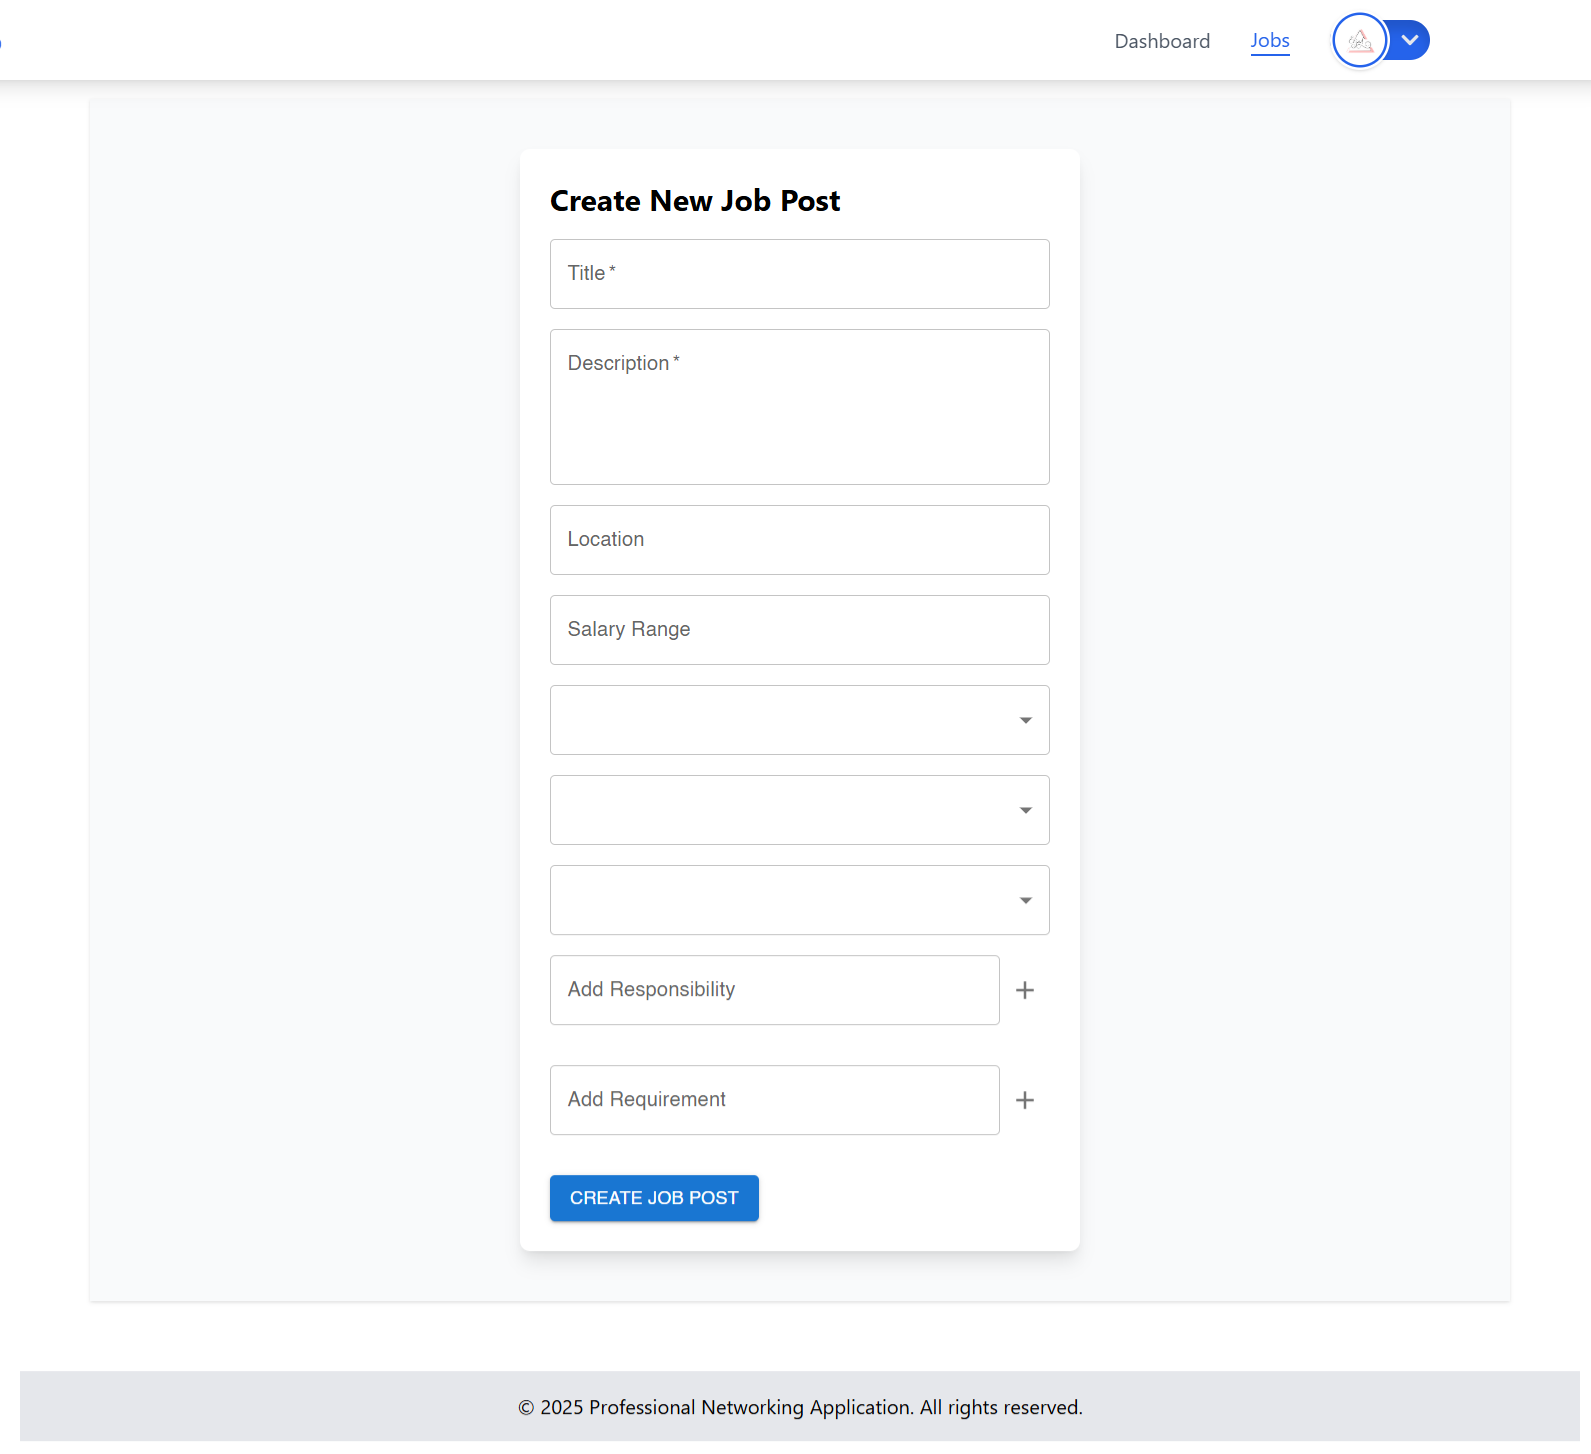 Dashboard Jobs
Create New Job Post
Title *
Description *
Location
Salary Range
Add Responsibility
Add Requirement
CREATE JOB POST
© 2025 Professional Networking Application. All rights reserved.